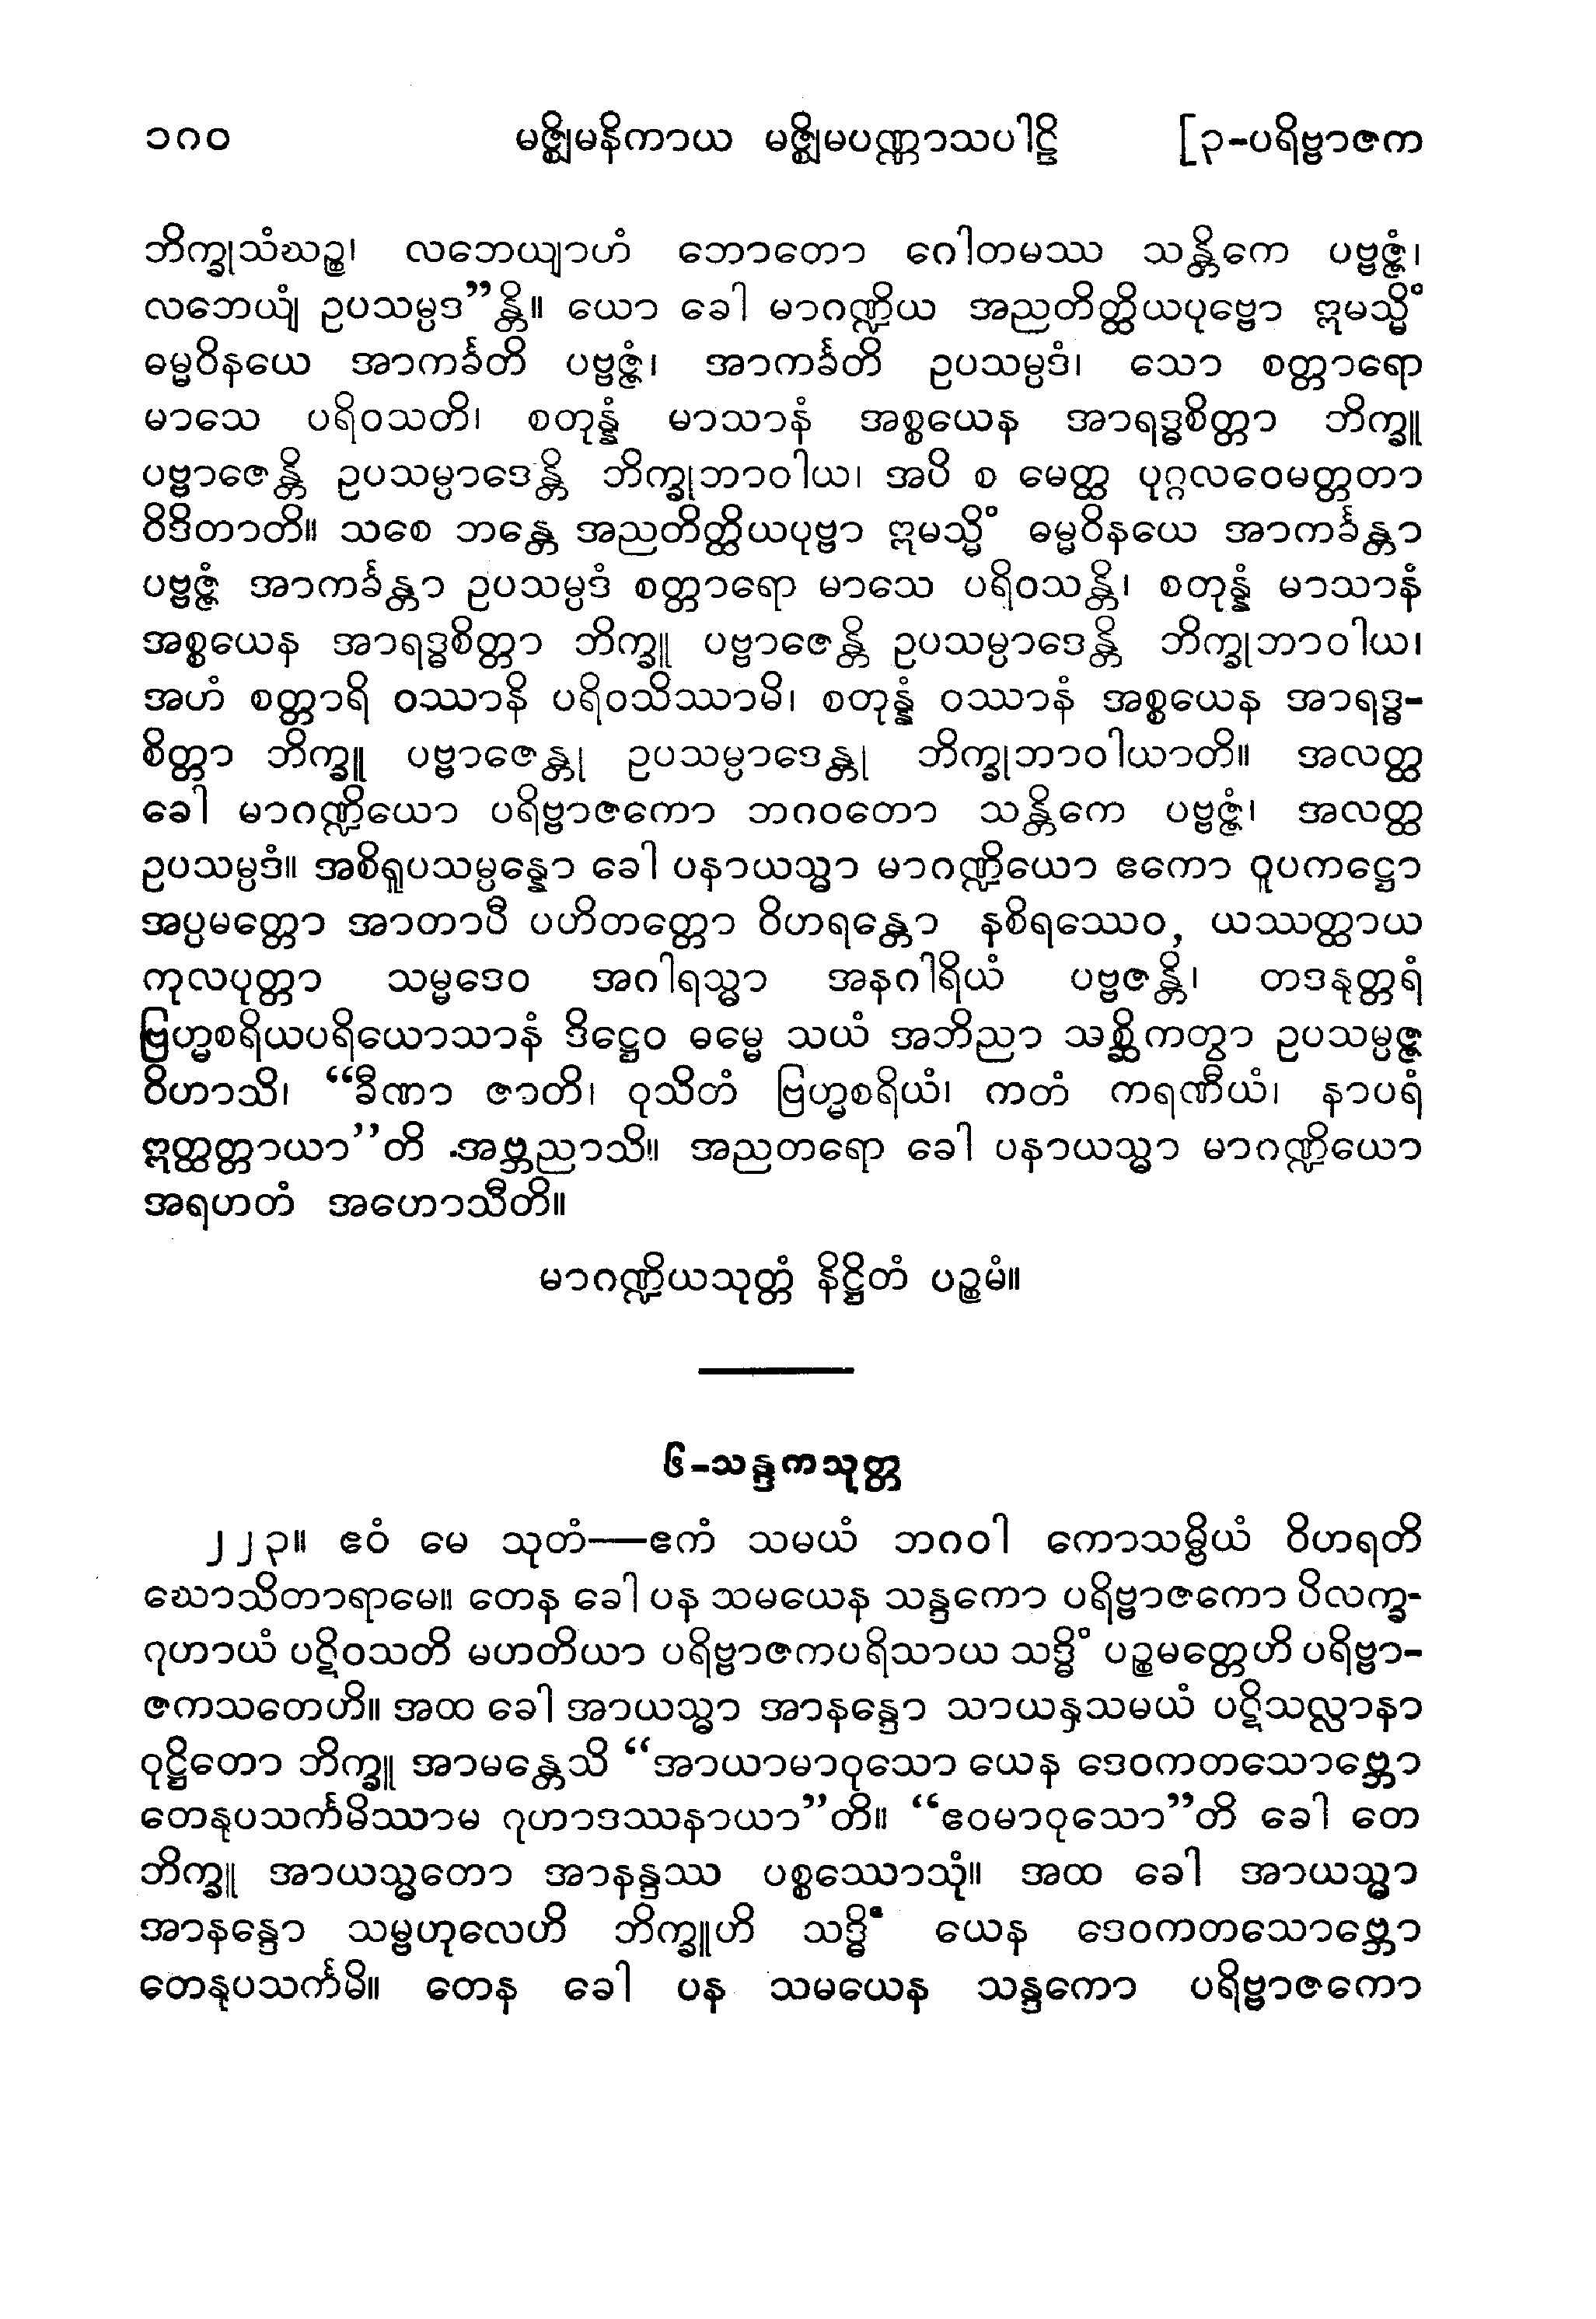 ၁၈၀ မဇ္ဈိမနိကာယ မဇ္ဈိမပဏ္ဏာသပါဠိ [၃-ပရိဗ္ဗာဇက
ဘိက္ခုသံဃဉ္စ၊ လဘေယျာဟံ ဘောတော ဂေါတမဿ သန္တိကေ ပဗ္ဗဇ္ဇံ၊
လဘေယျံ ဥပသမ္ပဒ”န္တိ။ ယော ခေါ မာဂဏ္ဍိယ အညတိတ္ထိယပုဗ္ဗော ဣမသ္မိံ
ဓမ္မဝိနယေ အာကင်္ခတိ ပဗ္ဗဇ္ဇံ၊ အာကင်္ခတိ ဥပသမ္ပဒံ၊ သော စတ္တာရော
မာသေ ပရိဝသတိ၊ စတုန္နံ မာသာနံ အစ္စယေန အာရဒ္ဓစိတ္တာ ဘိက္ခူ
ပဗ္ဗာဇေန္တိ ဥပသမ္ပာဒေန္တိ ဘိက္ခုဘာဝါယ၊ အပိ စ မေတ္ထ ပုဂ္ဂလဝေမတ္တတာ
ဝိဒိတာတိ။ သစေ ဘန္တေ အညတိတ္ထိယပုဗ္ဗာ ဣမသ္မိံ ဓမ္မဝိနယေ အာကင်္ခန္တာ
ပဗ္ဗဇ္ဇံ အာကင်္ခန္တာ ဥပသမ္ပဒံ စတ္တာရော မာသေ ပရိဝသန္တိ၊ စတုန္နံ မာသာနံ
အစ္စယေန အာရဒ္ဓစိတ္တာ ဘိက္ခူ ပဗ္ဗာဇေန္တိ ဥပသမ္ပာဒေန္တိ ဘိက္ခုဘာဝါယ၊
အဟံ စတ္တာရိ ဝဿာနိ ပရိဝသိဿာမိ၊ စတုန္နံ ဝဿာနံ အစ္စယေန အာရဒ္ဓ-
စိတ္တာ ဘိက္ခူ ပဗ္ဗာဇေန္တု ဥပသမ္ပာဒေန္တု ဘိက္ခုဘာဝါယာတိ။ အလတ္ထ
ခေါ မာဂဏ္ဍိယော ပရိဗ္ဗာဇကော ဘဂဝတော သန္တိကေ ပဗ္ဗဇ္ဇံ၊ အလတ္ထ
ဥပသမ္ပဒံ။ အစိရူပသမ္ပန္နော ခေါ ပနာယသ္မာ မာဂဏ္ဍိယော ဧကော ဝူပကဋ္ဌော
အပ္ပမတ္တော အာတာပီ ပဟိတတ္တော ဝိဟရန္တော နစိရဿေဝ, ယဿတ္ထာယ
ကုလပုတ္တာ သမ္မဒေဝ အဂါရသ္မာ အနဂါရိယံ ပဗ္ဗဇန္တိ၊ တဒနုတ္တရံ
ဗြဟ္မစရိယပရိယောသာနံ ဒိဋ္ဌေဝ ဓမ္မေ သယံ အဘိညာ သစ္ဆိကတွာ ဥပသမ္ပဇ္ဇ
ဝိဟာသိ၊ “ခီဏာ ဇာတိ၊ ဝုသိတံ ဗြဟ္မစရိယံ၊ ကတံ ကရဏီယံ၊ နာပရံ
ဣတ္ထတ္တာယာ”တိ အဗ္ဘညာသိ။ အညတရော ခေါ ပနာယသ္မာ မာဂဏ္ဍိယော
အရဟတံ အဟောသီတိ။
မာဂဏ္ဍိယသုတ္တံ နိဋ္ဌိတံ ပဉ္စမံ။
၆-သန္ဒကသုတ္တ
၂၂၃။ ဧဝံ မေ သုတံ—ဧကံ သမယံ ဘဂဝါ ကောသမ္ဗိယံ ဝိဟရတိ
ဃောသိတာရာမေ။ တေန ခေါ ပန သမယေန သန္ဒကော ပရိဗ္ဗာဇကော ပိလက္ခ-
ဂုဟာယံ ပဋိဝသတိ မဟတိယာ ပရိဗ္ဗာဇကပရိသာယ သဒ္ဓိံ ပဉ္စမတ္တေဟိ ပရိဗ္ဗာ-
ဇကသတေဟိ။ အထ ခေါ အာယသ္မာ အာနန္ဒော သာယနှသမယံ ပဋိသလ္လာနာ
ဝုဋ္ဌိတော ဘိက္ခူ အာမန္တေသိ “အာယာမာဝုသော ယေန ဒေဝကတသောဗ္ဘော
တေနုပသင်္ကမိဿာမ ဂုဟာဒဿနာယာ”တိ။ “ဧဝမာဝုသော”တိ ခေါ တေ
ဘိက္ခူ အာယသ္မတော အာနန္ဒဿ ပစ္စဿောသုံ။ အထ ခေါ အာယသ္မာ
အာနန္ဒော သမ္ဗဟုလေဟိ ဘိက္ခူဟိ သဒ္ဓိံ ယေန ဒေဝကတသောဗ္ဘော
တေနုပသင်္ကမိ။ တေန ခေါ ပန သမယေန သန္ဒကော ပရိဗ္ဗာဇကော